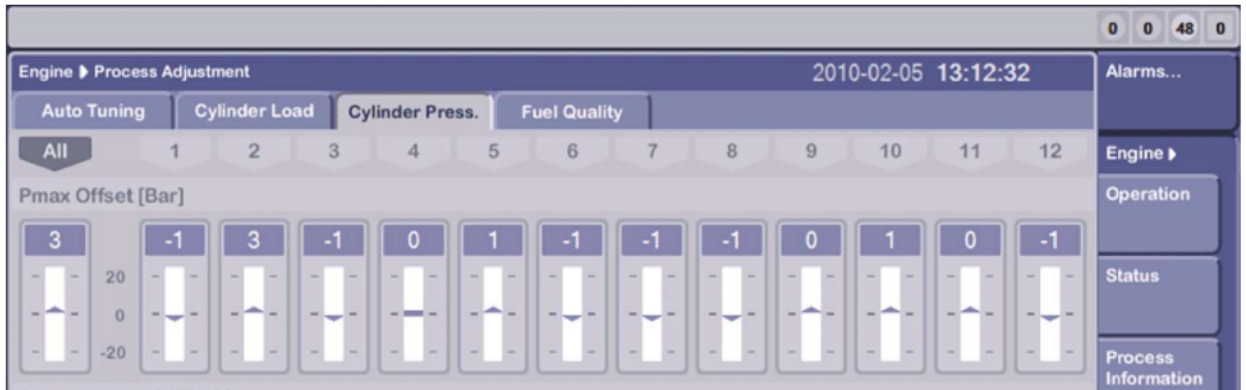 0 0 48 0
Engine Process Adjustment 2010-02-05 13:12:32
Alarms...
Auto Tuning Cylinder Load Cylinder Press. Fuel Quality
All 1 2 3 4 5 6 7 8 9 10 11 12
Engine
Pmax Offset [Bar]
Operation
3 -1 3 -1 0 1 -1 -1 -1 0 1 0 -1
20
Status
0
-20
Process
Information